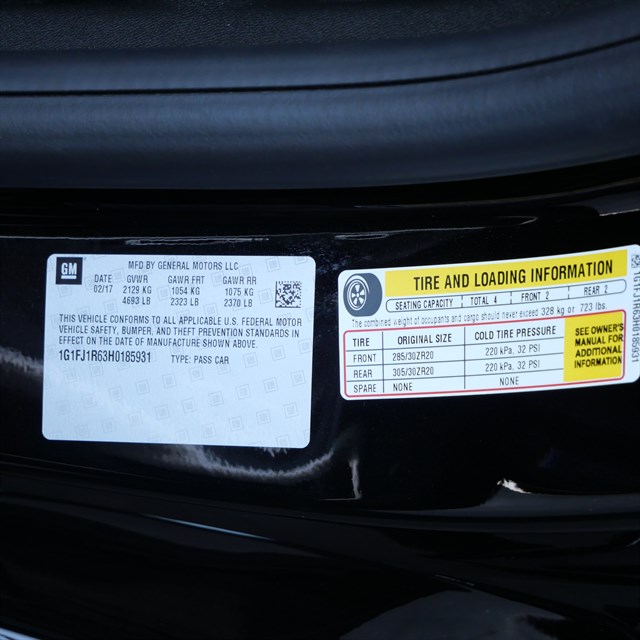 GM
MFD BY GENERAL MOTORS LLC
DATE GVWR GAWR FRT GAWR RR
02/17 2129 KG 1054 KG 1075 KG
4693 LB 2323 LB 2370 LB
THIS VEHICLE CONFORMS TO ALL APPLICABLE U.S. FEDERAL MOTOR
VEHICLE SAFETY, BUMPER, AND THEFT PREVENTION STANDARDS IN
EFFECT ON THE DATE OF MANUFACTURE SHOWN ABOVE.
1G1FJ1R63H0185931 TYPE: PASS CAR
TIRE AND LOADING INFORMATION
SEATING CAPACITY TOTAL 4 FRONT 2 REAR 2
The combined weight of occupants and cargo should never exceed 328 kg or 723 lbs.
TIRE ORIGINAL SIZE COLD TIRE PRESSURE
FRONT 285/30ZR20 220 kPa, 32 PSI
REAR 305/30ZR20 220 kPa, 32 PSI
SPARE NONE NONE
SEE OWNER'S
MANUAL FOR
ADDITIONAL
INFORMATION
1G1FJ1R63H0185931